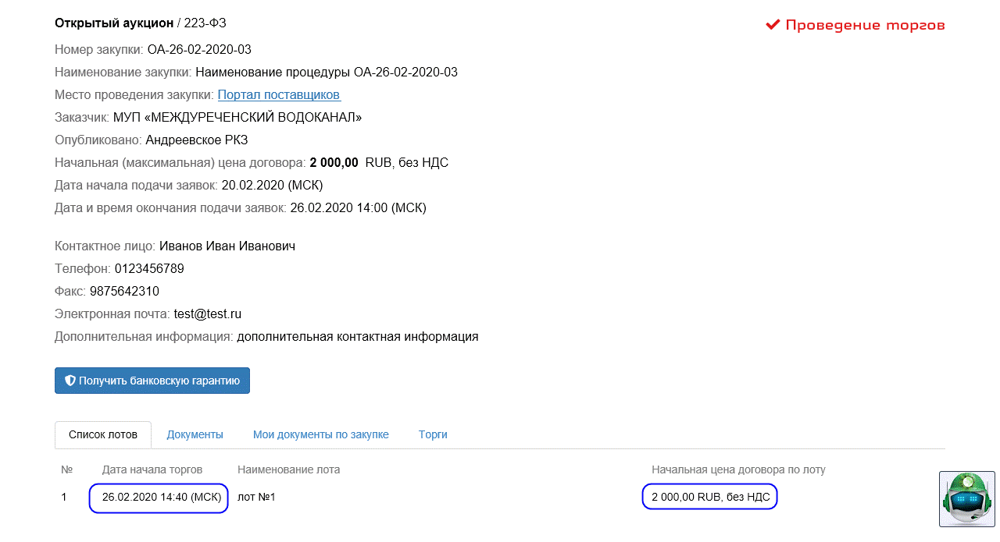 Открытый аукцион / 223-ФЗ
Проведение торгов
Номер закупки: ОА-26-02-2020-03
Наименование закупки: Наименование процедуры ОА-26-02-2020-03
Место проведения закупки: Портал поставщиков
Заказчик: МУП «МЕЖДУРЕЧЕНСКИЙ ВОДОКАНАЛ»
Опубликовано: Андреевское РКЗ
Начальная (максимальная) цена договора: 2 000,00 RUB, без НДС
Дата начала подачи заявок: 20.02.2020 (МСК)
Дата и время окончания подачи заявок: 26.02.2020 14:00 (МСК)
Контактное лицо: Иванов Иван Иванович
Телефон: 0123456789
Факс: 9875642310
Электронная почта: test@test.ru
Дополнительная информация: дополнительная контактная информация
Получить банковскую гарантию
Список лотов Документы Мои документы по закупке Торги
№ Дата начала торгов Наименование лота Начальная цена договора по лоту
1 26.02.2020 14:40 (МСК) лот №1 2 000,00 RUB, без НДС